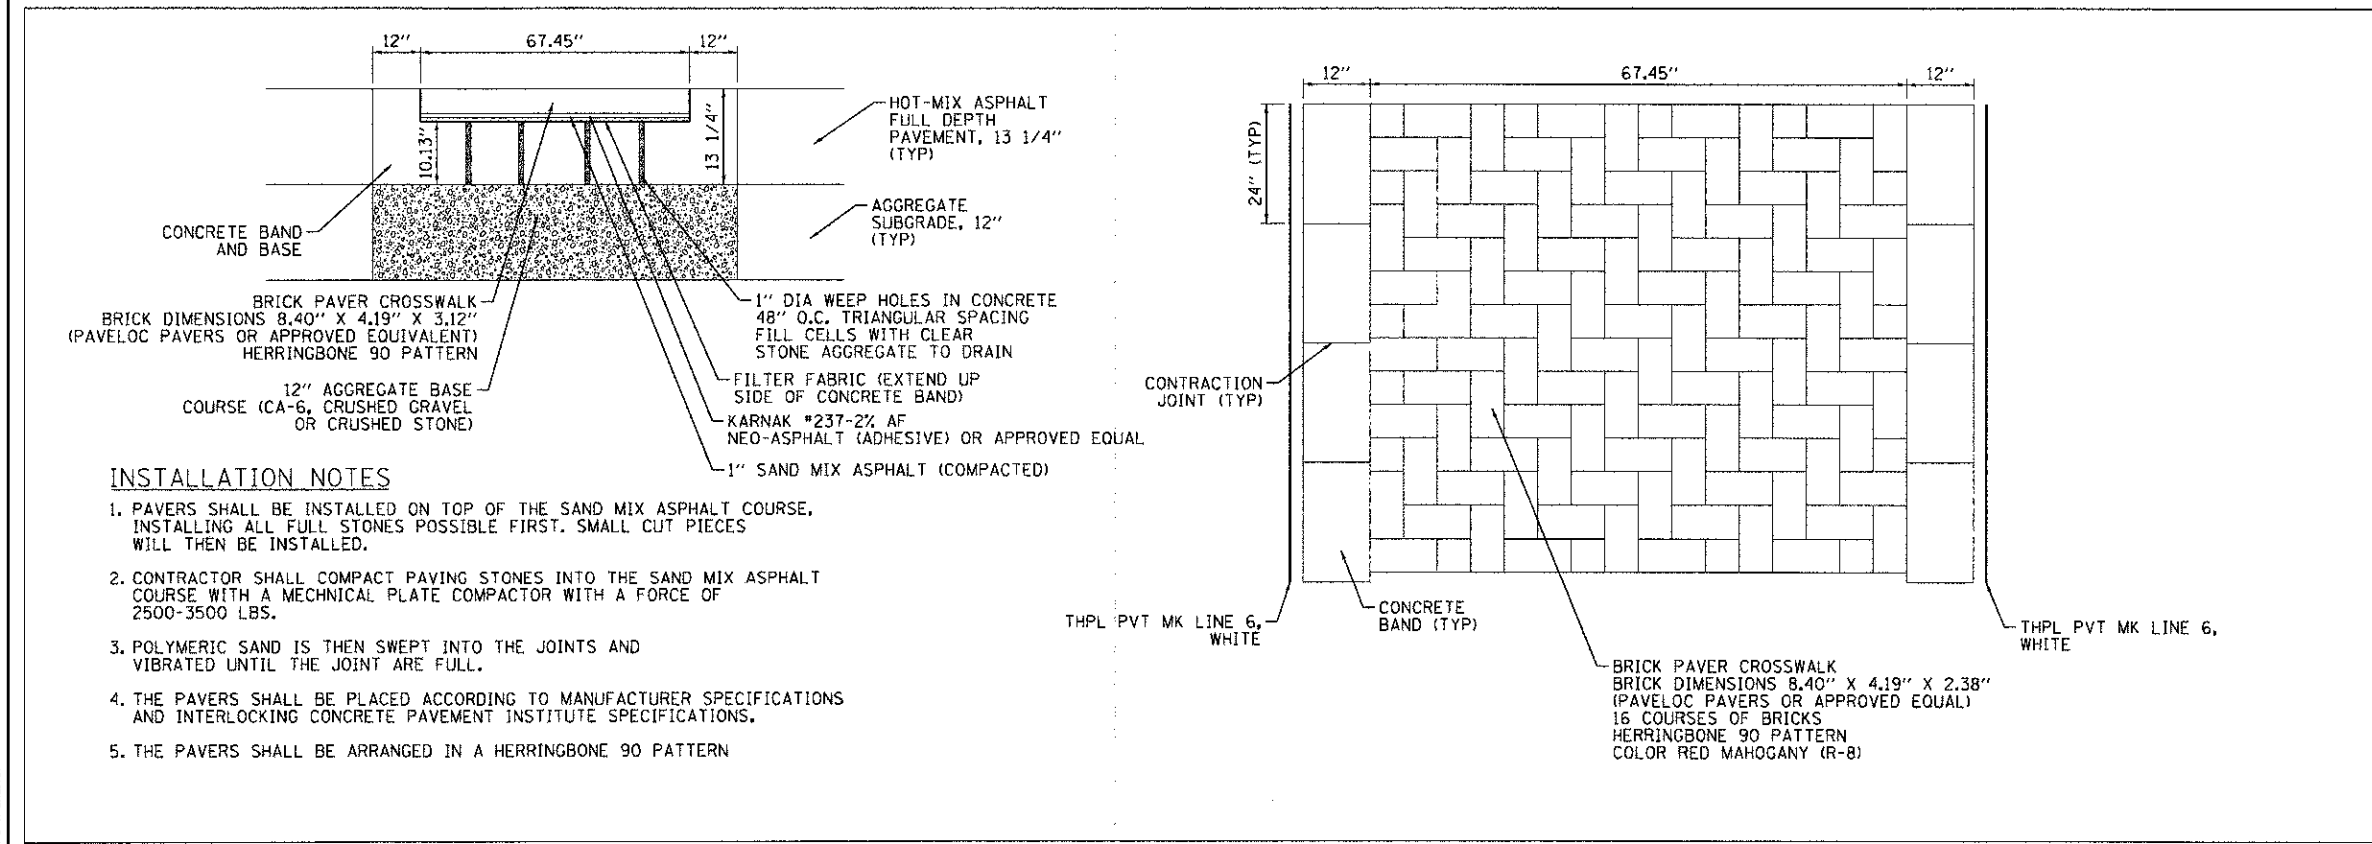 12"
67.45"
12"
10.13"
13 1/4"
HOT-MIX ASPHALT
FULL DEPTH
PAVEMENT, 13 1/4"
(TYP)
AGGREGATE
SUBGRADE, 12"
(TYP)
CONCRETE BAND
AND BASE
BRICK PAVER CROSSWALK
BRICK DIMENSIONS 8.40" X 4.19" X 3.12"
(PAVELOC PAVERS OR APPROVED EQUIVALENT)
HERRINGBONE 90 PATTERN
12" AGGREGATE BASE
COURSE (CA-6, CRUSHED GRAVEL
OR CRUSHED STONE)
1" DIA WEEP HOLES IN CONCRETE
48" O.C. TRIANGULAR SPACING
FILL CELLS WITH CLEAR
STONE AGGREGATE TO DRAIN
FILTER FABRIC (EXTEND UP
SIDE OF CONCRETE BAND)
KARNAK #237-2% AF
NEO-ASPHALT (ADHESIVE) OR APPROVED EQUAL
1" SAND MIX ASPHALT (COMPACTED)
INSTALLATION NOTES
1. PAVERS SHALL BE INSTALLED ON TOP OF THE SAND MIX ASPHALT COURSE,
INSTALLING ALL FULL STONES POSSIBLE FIRST. SMALL CUT PIECES
WILL THEN BE INSTALLED.
2. CONTRACTOR SHALL COMPACT PAVING STONES INTO THE SAND MIX ASPHALT
COURSE WITH A MECHNICAL PLATE COMPACTOR WITH A FORCE OF
2500-3500 LBS.
3. POLYMERIC SAND IS THEN SWEPT INTO THE JOINTS AND
VIBRATED UNTIL THE JOINT ARE FULL.
4. THE PAVERS SHALL BE PLACED ACCORDING TO MANUFACTURER SPECIFICATIONS
AND INTERLOCKING CONCRETE PAVEMENT INSTITUTE SPECIFICATIONS.
5. THE PAVERS SHALL BE ARRANGED IN A HERRINGBONE 90 PATTERN
12"
67.45"
12"
24" (TYP)
CONTRACTION
JOINT (TYP)
THPL PVT MK LINE 6,
WHITE
CONCRETE
BAND (TYP)
THPL PVT MK LINE 6,
WHITE
BRICK PAVER CROSSWALK
BRICK DIMENSIONS 8.40" X 4.19" X 2.38"
(PAVELOC PAVERS OR APPROVED EQUAL)
16 COURSES OF BRICKS
HERRINGBONE 90 PATTERN
COLOR RED MAHOGANY (R-8)